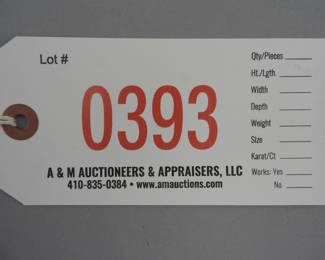 Lot #
0393
A & M AUCTIONEERS & APPRAISERS, LLC
410-835-0384 • www.amauctions.com
Qty/Pieces
Ht./Lgth.
Width
Depth
Weight
Size
Karat/Ct
Works: Yes
No